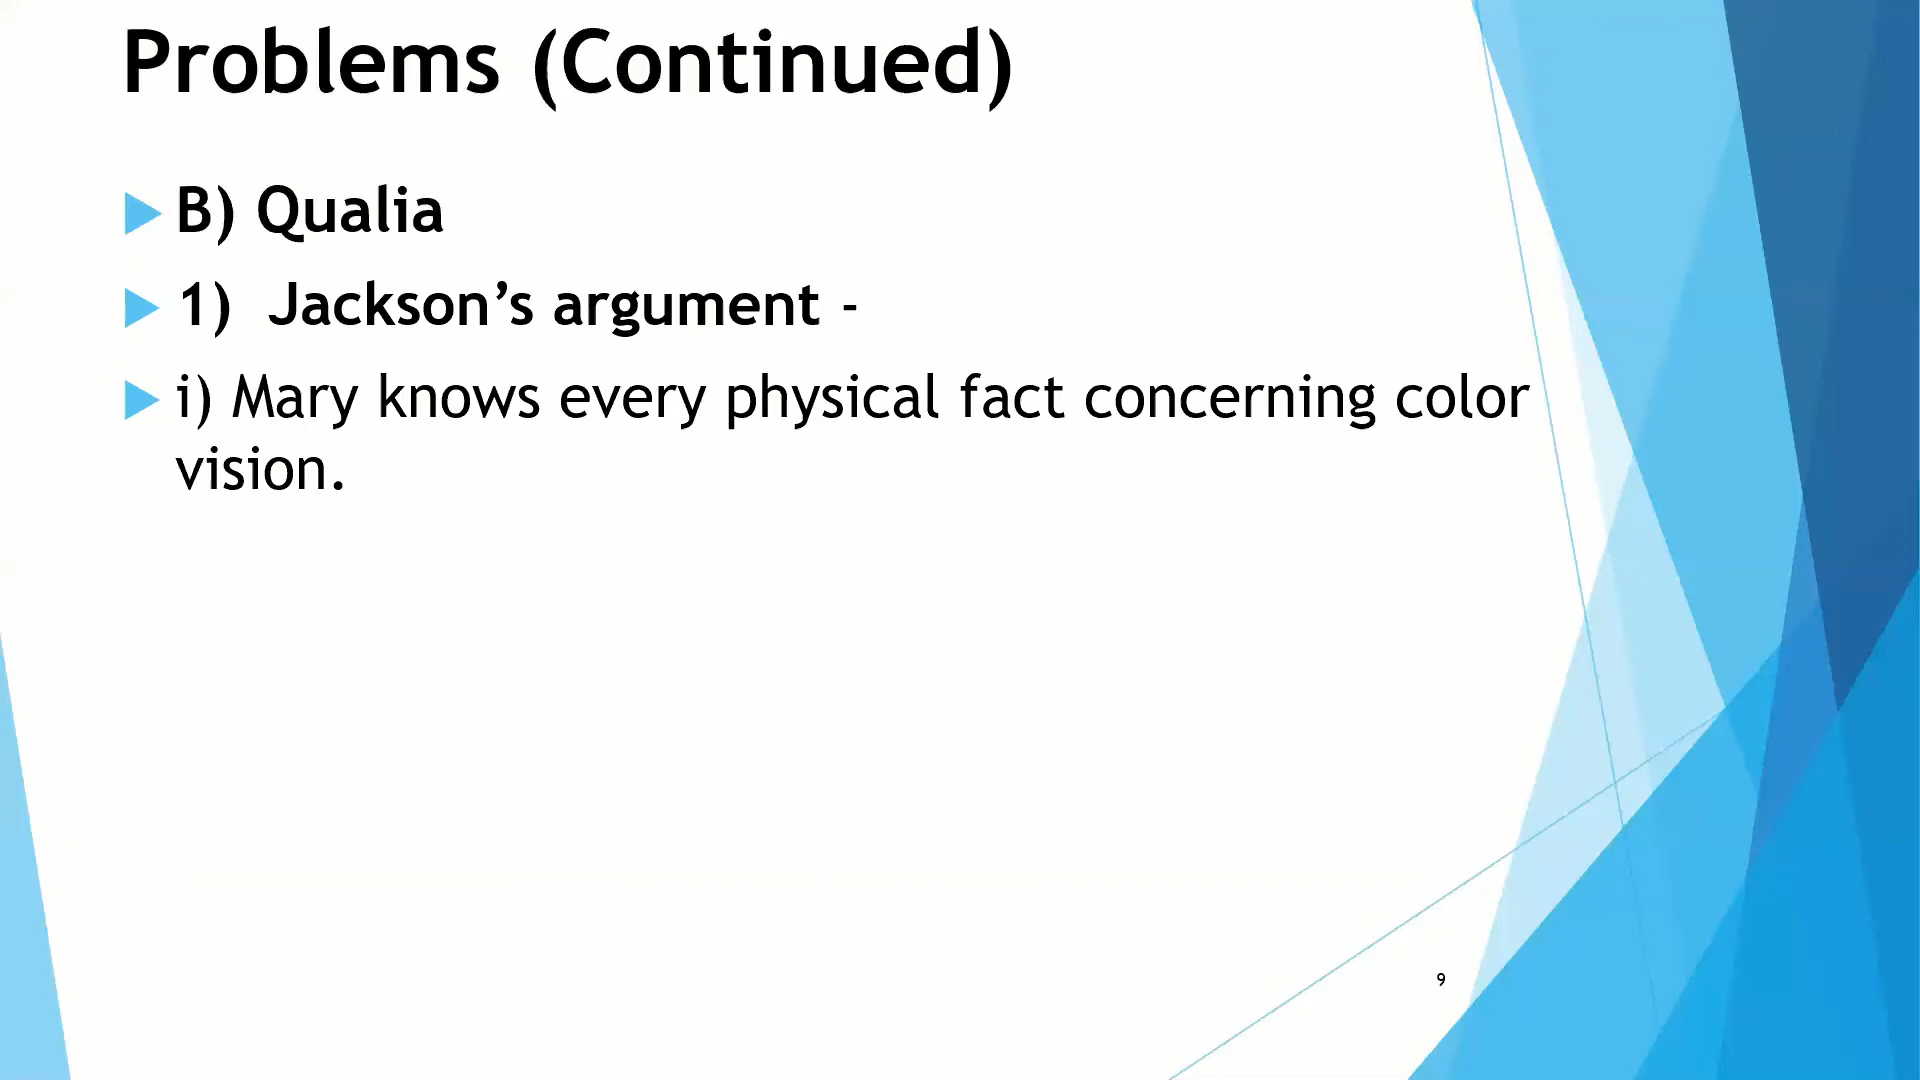 Problems (Continued)
B) Qualia
1) Jackson’s argument -
i) Mary knows every physical fact concerning color
vision.
9